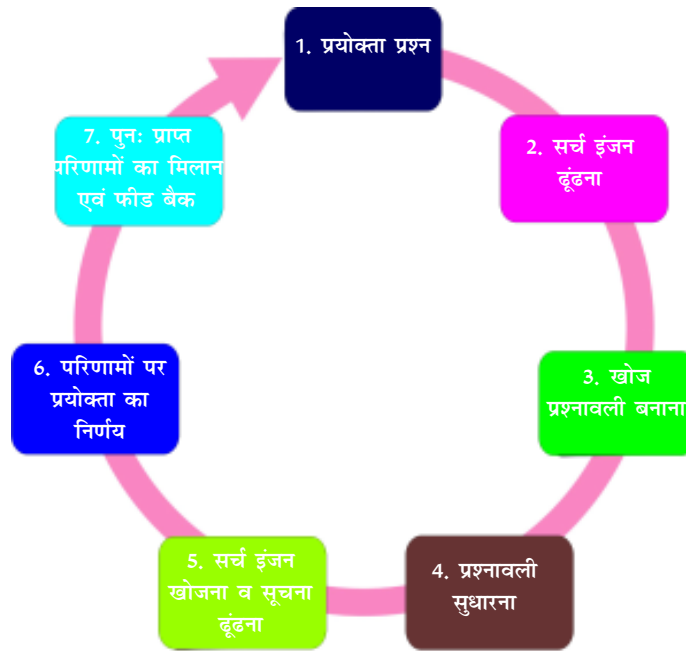 1. प्रयोक्ता प्रश्न
2. सर्च इंजन
ढूंढना
3. खोज
प्रश्नावली बनाना
4. प्रश्नावली
सुधारना
5. सर्च इंजन
खोजना व सूचना
ढूंढना
6. परिणामों पर
प्रयोक्ता का
निर्णय
7. पुनः प्राप्त
परिणामों का मिलान
एवं फीड बैक